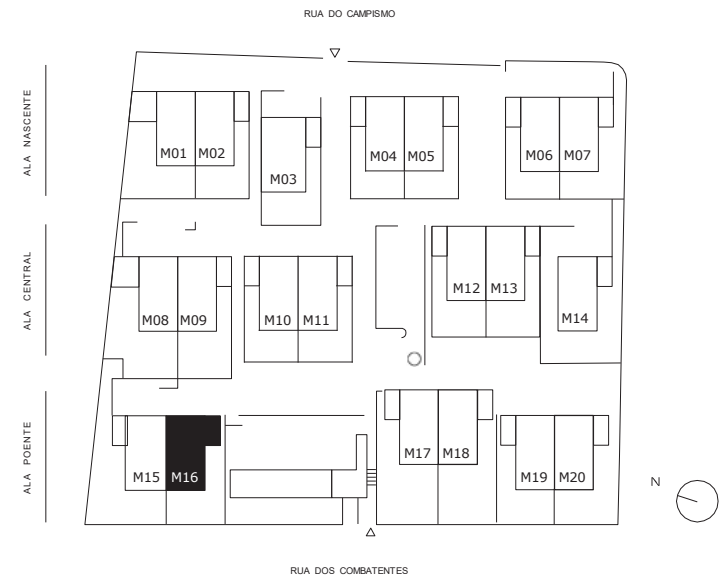 RUA DO CAMPISMO
ALA NASCENTE
M01 M02
M03
M04 M05
M06 M07
ALA CENTRAL
M08 M09
M10 M11
M12 M13
M14
ALA POENTE
M15 M16
M17 M18
M19 M20
N
RUA DOS COMBATENTES